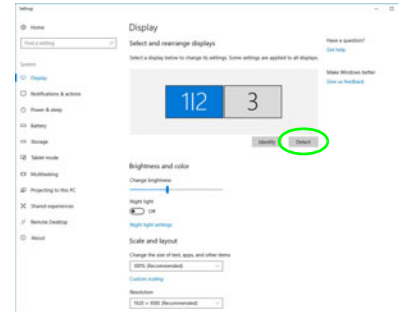 Settings
Home
Find a setting
System
Display
Notifications & actions
Power & sleep
Battery
Storage
Tablet mode
Multitasking
Projecting to this PC
Shared experiences
Remote Desktop
About
Display
Select and rearrange displays
Select a display below to change its settings. Some settings are applied to all displays.
1|2 3
Identify Detect
Brightness and color
Change brightness
Night light
Off
Night light settings
Scale and layout
Change the size of text, apps, and other items
100% (Recommended)
Custom scaling
Resolution
1920 × 1080 (Recommended)
Have a question?
Get help
Make Windows better
Give us feedback